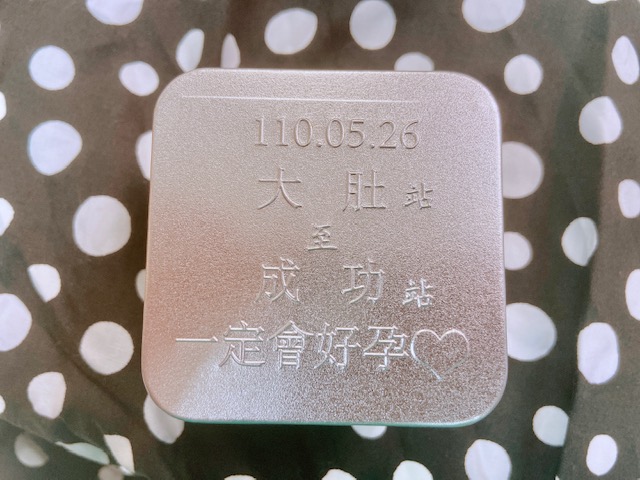 110.05.26
大肚站
至
成功站
一定會好孕♡